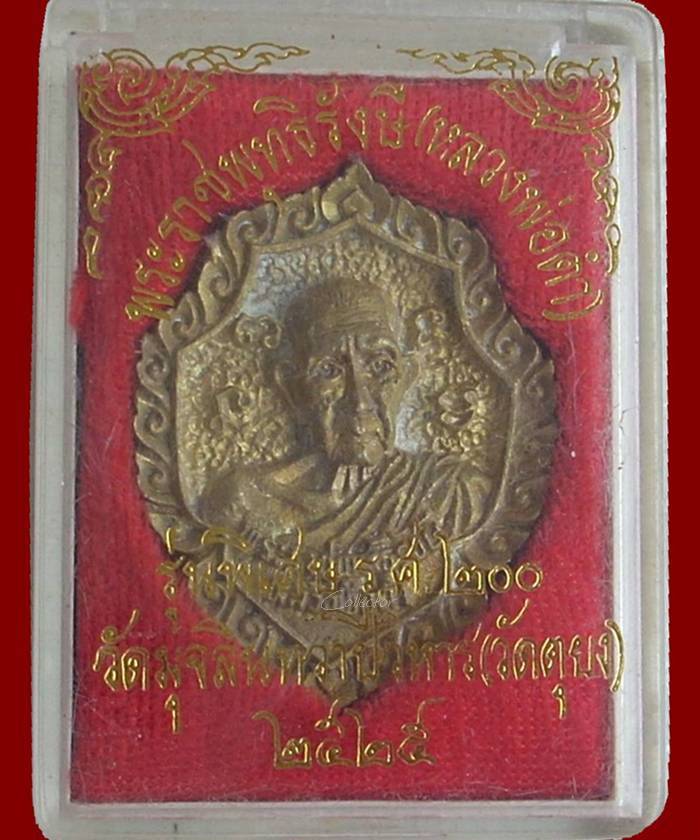 พระราชพุทธิรังษี(หลวงพ่อดำ)
รุ่นพิเศษ ร.ศ.๒๐๐
Collector
วัดมุจลินทวาปีวิหาร(วัดตุยง)
๒๕๒๕